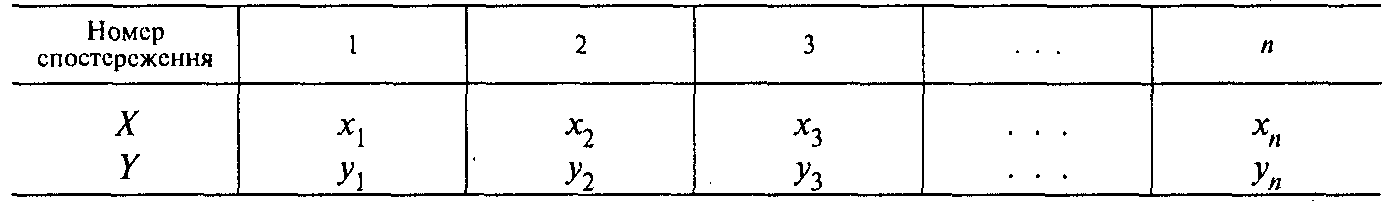 Номер спостереження 1 2 3 . . . n
X x₁ x₂ x₃ . . . xₙ
Y y₁ y₂ y₃ . . . yₙ